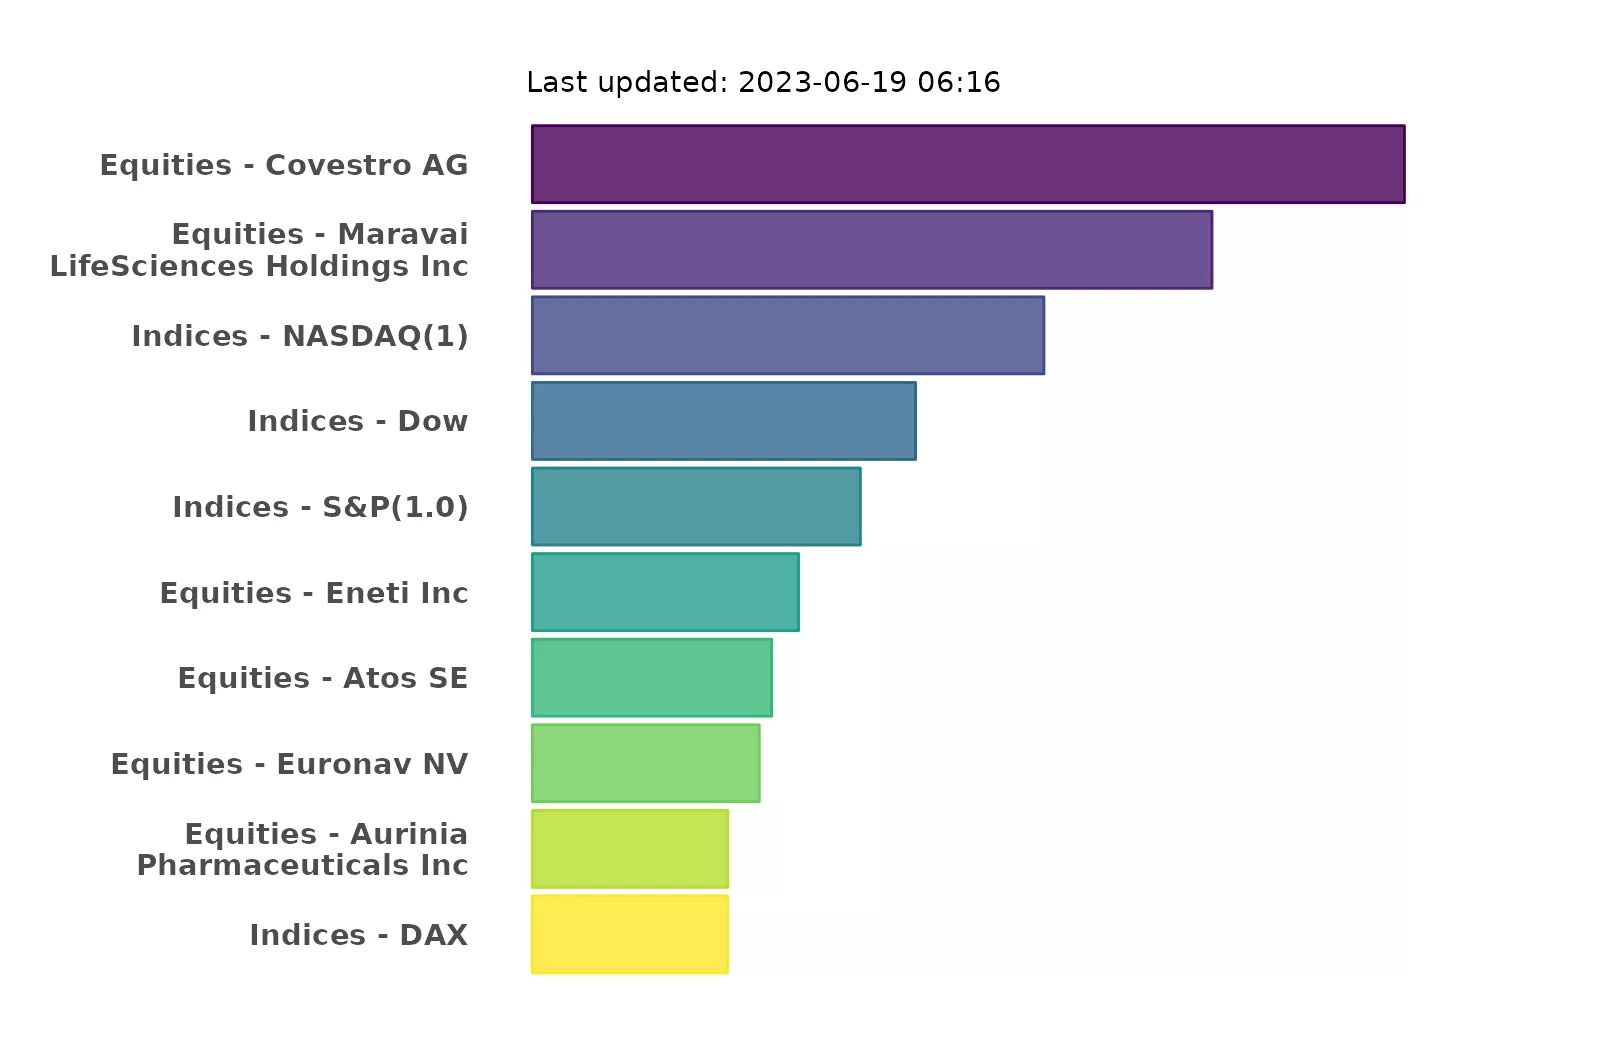 Last updated: 2023-06-19 06:16
Equities - Covestro AG
Equities - Maravai
LifeSciences Holdings Inc
Indices - NASDAQ(1)
Indices - Dow
Indices - S&P(1.0)
Equities - Eneti Inc
Equities - Atos SE
Equities - Euronav NV
Equities - Aurinia
Pharmaceuticals Inc
Indices - DAX